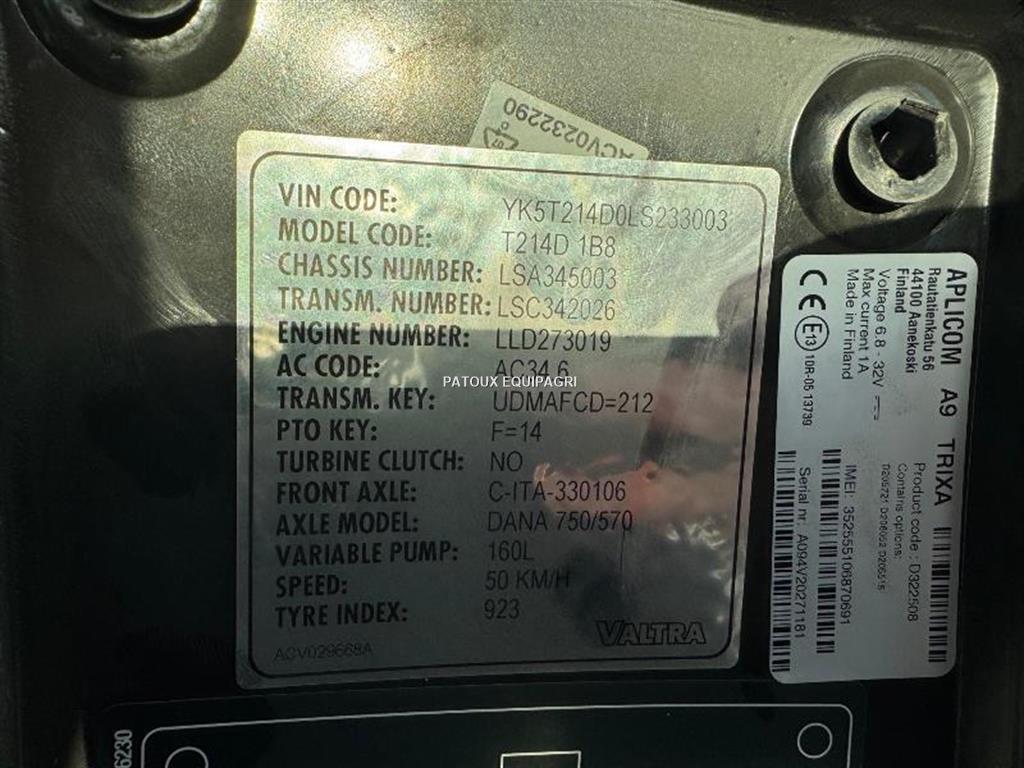 ACV0232290
VIN CODE: YK5T214D0LS233003
MODEL CODE: T214D 1B8
CHASSIS NUMBER: LSA345003
TRANSM. NUMBER: LSC342026
ENGINE NUMBER: LLD273019
AC CODE: AC34.6
PATOUX EQUIPAGRI
TRANSM. KEY: UDMAFCD=212
PTO KEY: F=14
TURBINE CLUTCH: NO
FRONT AXLE: C-ITA-330106
AXLE MODEL: DANA 750/570
VARIABLE PUMP: 160L
SPEED: 50 KM/H
TYRE INDEX: 923
VALTRA
ACV029668A
APLICOM A9 TRIXA
Rautatienkatu 56
44100 Aanekoski
Finland
Voltage 6.8 - 32V
Max current 1A
Made in Finland
CE E13 10R-05 13739
Product code : D322508
Contains options:
D205721 D206052 D205515
IMEI: 352555106870691
Serial nr: A094V20271181